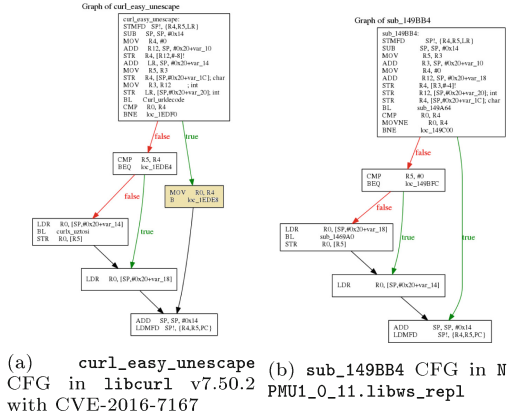 Graph of curl_easy_unescape
curl_easy_unescape:
STMFD SP!, {R4,R5,LR}
SUB SP, SP, #0x14
MOV R4, #0
ADD R12, SP, #0x20+var_10
STR R4, [R12,#-8]!
ADD LR, SP, #0x20+var_14
MOV R5, R3
STR R4, [SP,#0x20+var_1C]; char
MOV R3, R12 ; int
STR LR, [SP,#0x20+var_20]; int
BL Curl_urldecode
CMP R0, R4
BNE loc_1EDF0
false
true
CMP R5, R4
BEQ loc_1EDE4
MOV R0, R4
B loc_1EDE8
false
true
LDR R0, [SP,#0x20+var_14]
BL curlx_uztosi
STR R0, [R5]
LDR R0, [SP,#0x20+var_18]
ADD SP, SP, #0x14
LDMFD SP!, {R4,R5,PC}
(a) curl_easy_unescape
CFG in libcurl v7.50.2
with CVE-2016-7167
Graph of sub_149BB4
sub_149BB4:
STMFD SP!, {R4,R5,LR}
SUB SP, SP, #0x14
MOV R5, R3
ADD R3, SP, #0x20+var_10
MOV R4, #0
ADD R12, SP, #0x20+var_18
STR R4, [R3,#-4]!
STR R12, [SP,#0x20+var_20]; int
STR R4, [SP,#0x20+var_1C]; char
BL sub_149A64
CMP R0, R4
MOVNE R0, R4
BNE loc_149C00
false
true
CMP R5, #0
BEQ loc_149BFC
false
true
LDR R0, [SP,#0x20+var_18]
BL sub_1469A0
STR R0, [R5]
LDR R0, [SP,#0x20+var_14]
ADD SP, SP, #0x14
LDMFD SP!, {R4,R5,PC}
(b) sub_149BB4 CFG in N
PMU1_0_11.libws_repl